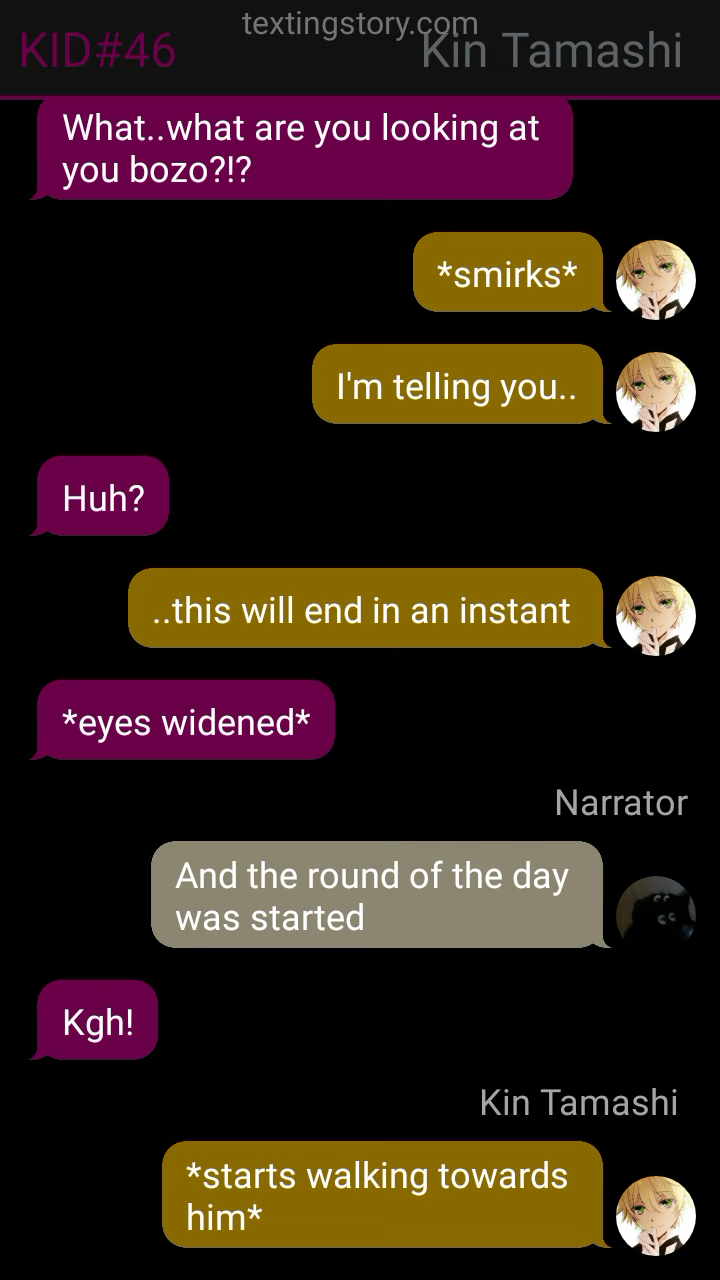 textingstory.com
KID#46
Kin Tamashi
What..what are you looking at
you bozo?!?
*smirks*
I'm telling you..
Huh?
..this will end in an instant
*eyes widened*
Narrator
And the round of the day
was started
Kgh!
Kin Tamashi
*starts walking towards
him*